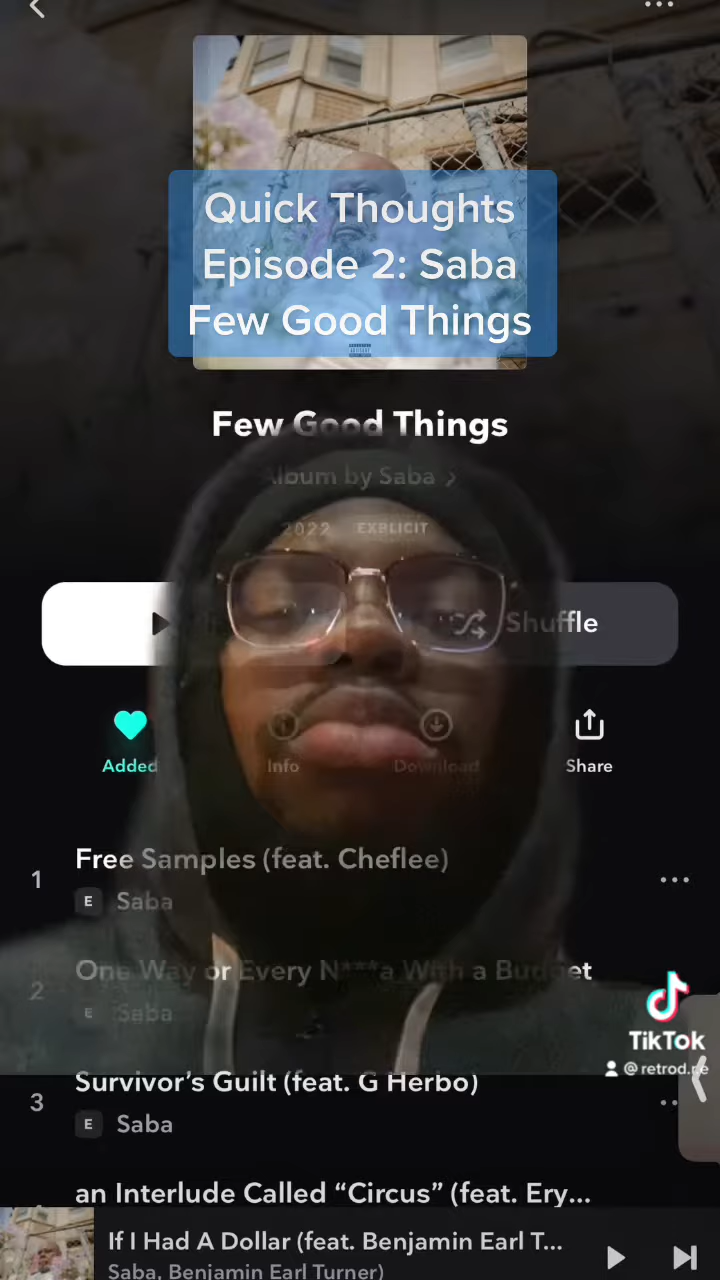 Quick Thoughts
Episode 2: Saba
Few Good Things
Few Good Things
Album by Saba
2022 EXPLICIT
Shuffle
Added
Info
Download
Share
1
Free Samples (feat. Cheflee)
E Saba
2
One Way or Every N***a With a Budget
E Saba
TikTok
@retrod.
3
Survivor’s Guilt (feat. G Herbo)
E Saba
an Interlude Called “Circus” (feat. Ery...
If I Had A Dollar (feat. Benjamin Earl T...
Saba, Benjamin Earl Turner)